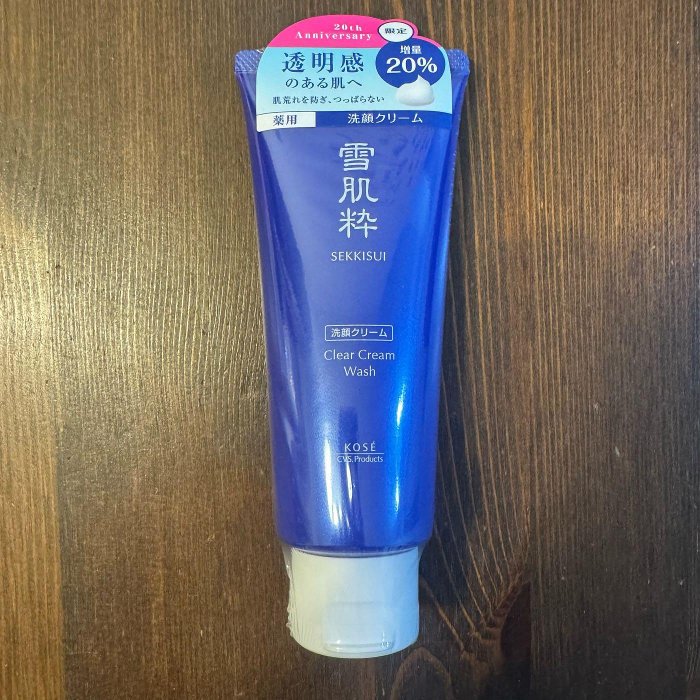 20th
Anniversary
限定
増量
20%
透明感
のある肌へ
肌荒れを防ぎ、つっぱらない
薬用
洗顔クリーム
雪肌粋
SEKKISUI
洗顔クリーム
Clear Cream
Wash
KOSÉ
C.V.S. Products